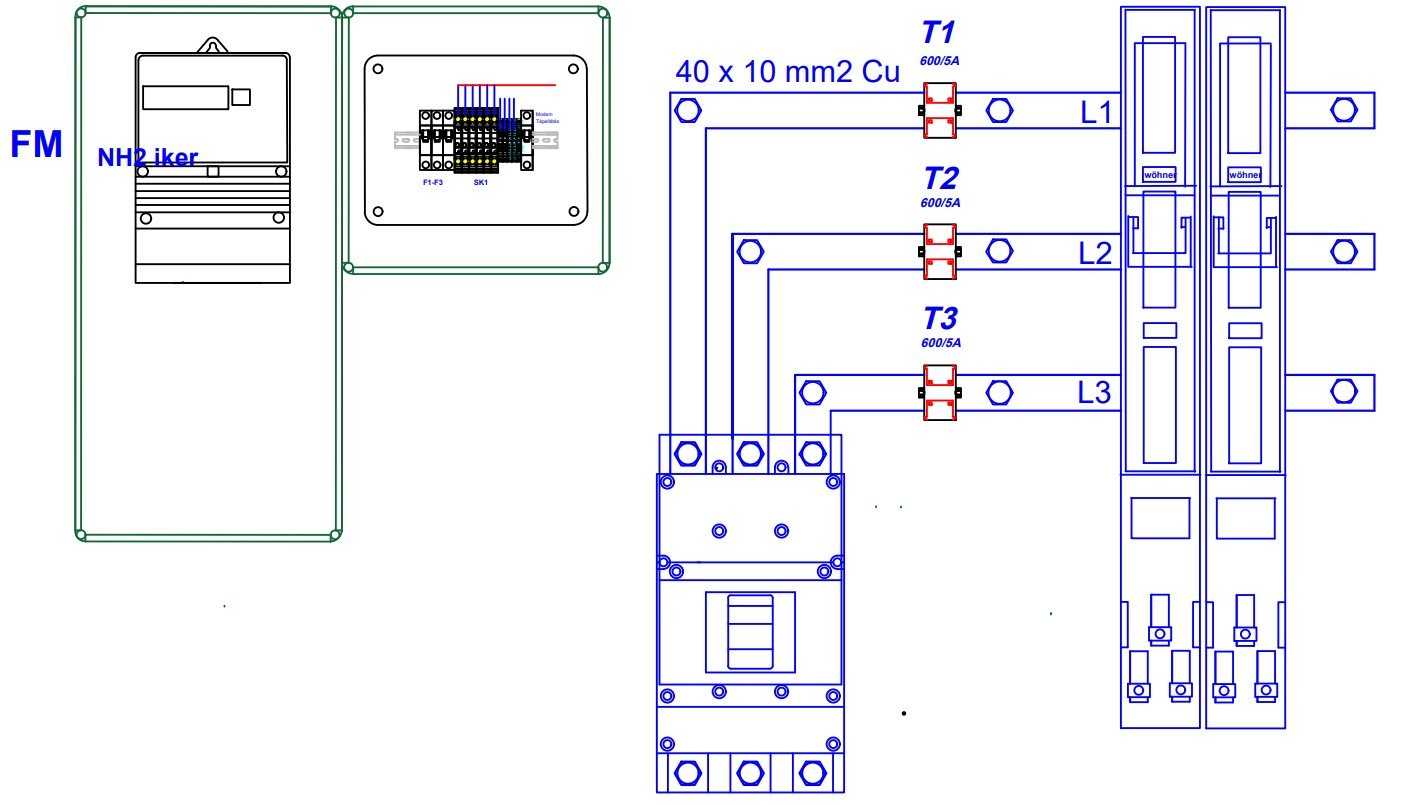 FM
NH2 iker
F1-F3
SK1
Modem
40 x 10 mm2 Cu
T1
600/5A
L1
T2
600/5A
L2
T3
600/5A
L3
wöhner
wöhner